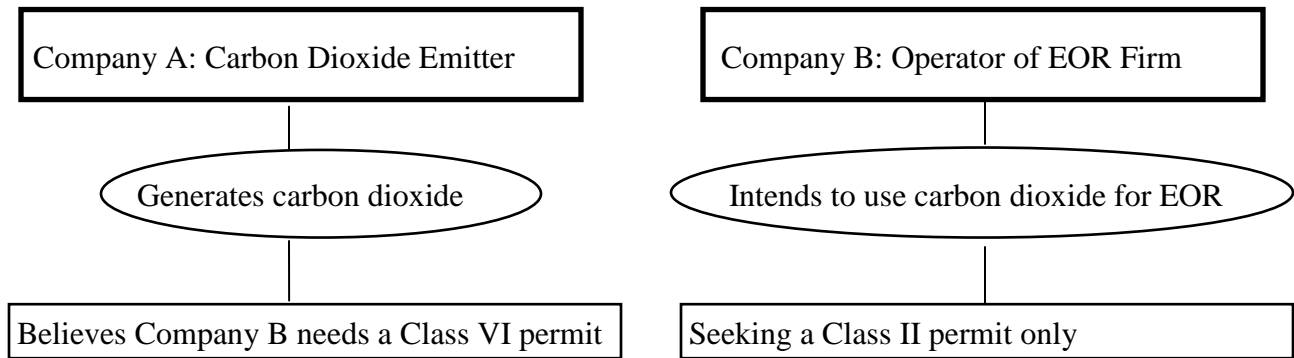 Company A: Carbon Dioxide Emitter
Company B: Operator of EOR Firm
Generates carbon dioxide
Intends to use carbon dioxide for EOR
Believes Company B needs a Class VI permit
Seeking a Class II permit only